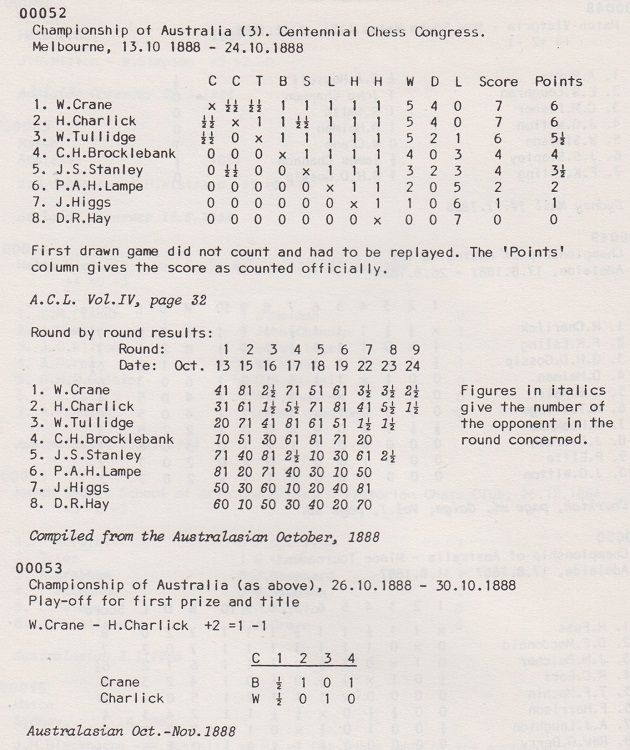 00052
Championship of Australia (3). Centennial Chess Congress.
Melbourne, 13.10 1888 - 24.10.1888
C C T B S L H H W D L Score Points
1. W.Crane x ½½ ½½ 1 1 1 1 1 5 4 0 7 6
2. H.Charlick ½½ x 1 1 ½½ 1 1 1 5 4 0 7 6
3. W.Tullidge ½½ 0 x 1 1 1 1 1 5 2 1 6 5½
4. C.H.Brocklebank 0 0 0 x 1 1 1 1 4 0 3 4 4
5. J.S.Stanley 0 ½½ 0 0 x 1 1 1 3 2 3 4 3½
6. P.A.H.Lampe 0 0 0 0 0 x 1 1 2 0 5 2 2
7. J.Higgs 0 0 0 0 0 0 x 1 1 0 6 1 1
8. D.R.Hay 0 0 0 0 0 0 0 x 0 0 7 0 0
First drawn game did not count and had to be replayed. The 'Points'
column gives the score as counted officially.
A.C.L. Vol.IV, page 32
Round by round results:
Round: 1 2 3 4 5 6 7 8 9
Date: Oct. 13 15 16 17 18 19 22 23 24
1. W.Crane 41 81 2½ 71 51 61 3½ 3½ 2½
2. H.Charlick 31 61 1½ 5½ 71 81 41 5½ 1½
3. W.Tullidge 20 71 41 81 61 51 1½ 1½
4. C.H.Brocklebank 10 51 30 61 81 71 20
5. J.S.Stanley 71 40 81 2½ 10 30 61 2½
6. P.A.H.Lampe 81 20 71 40 30 10 50
7. J.Higgs 50 30 60 10 20 40 81
8. D.R.Hay 60 10 50 30 40 20 70
Figures in italics
give the number of
the opponent in the
round concerned.
Compiled from the Australasian October, 1888
00053
Championship of Australia (as above), 26.10.1888 - 30.10.1888
Play-off for first prize and title
W.Crane - H.Charlick +2 =1 -1
C 1 2 3 4
Crane B ½ 1 0 1
Charlick W ½ 0 1 0
Australasian Oct.-Nov.1888